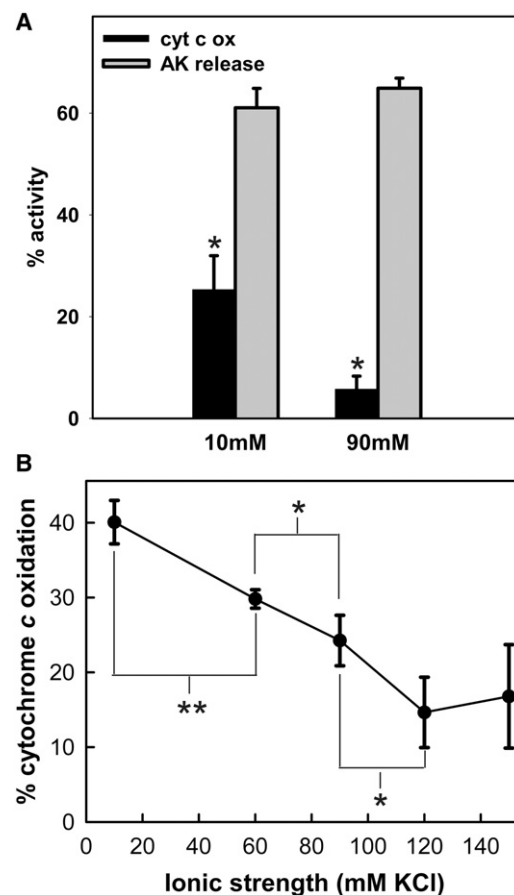 A
cyt c ox
AK release
60
40
20
0
% activity
*
*
10mM 90mM
B
40
30
20
10
0
% cytochrome c oxidation
*
**
*
0 20 40 60 80 100 120 140
Ionic strength (mM KCl)